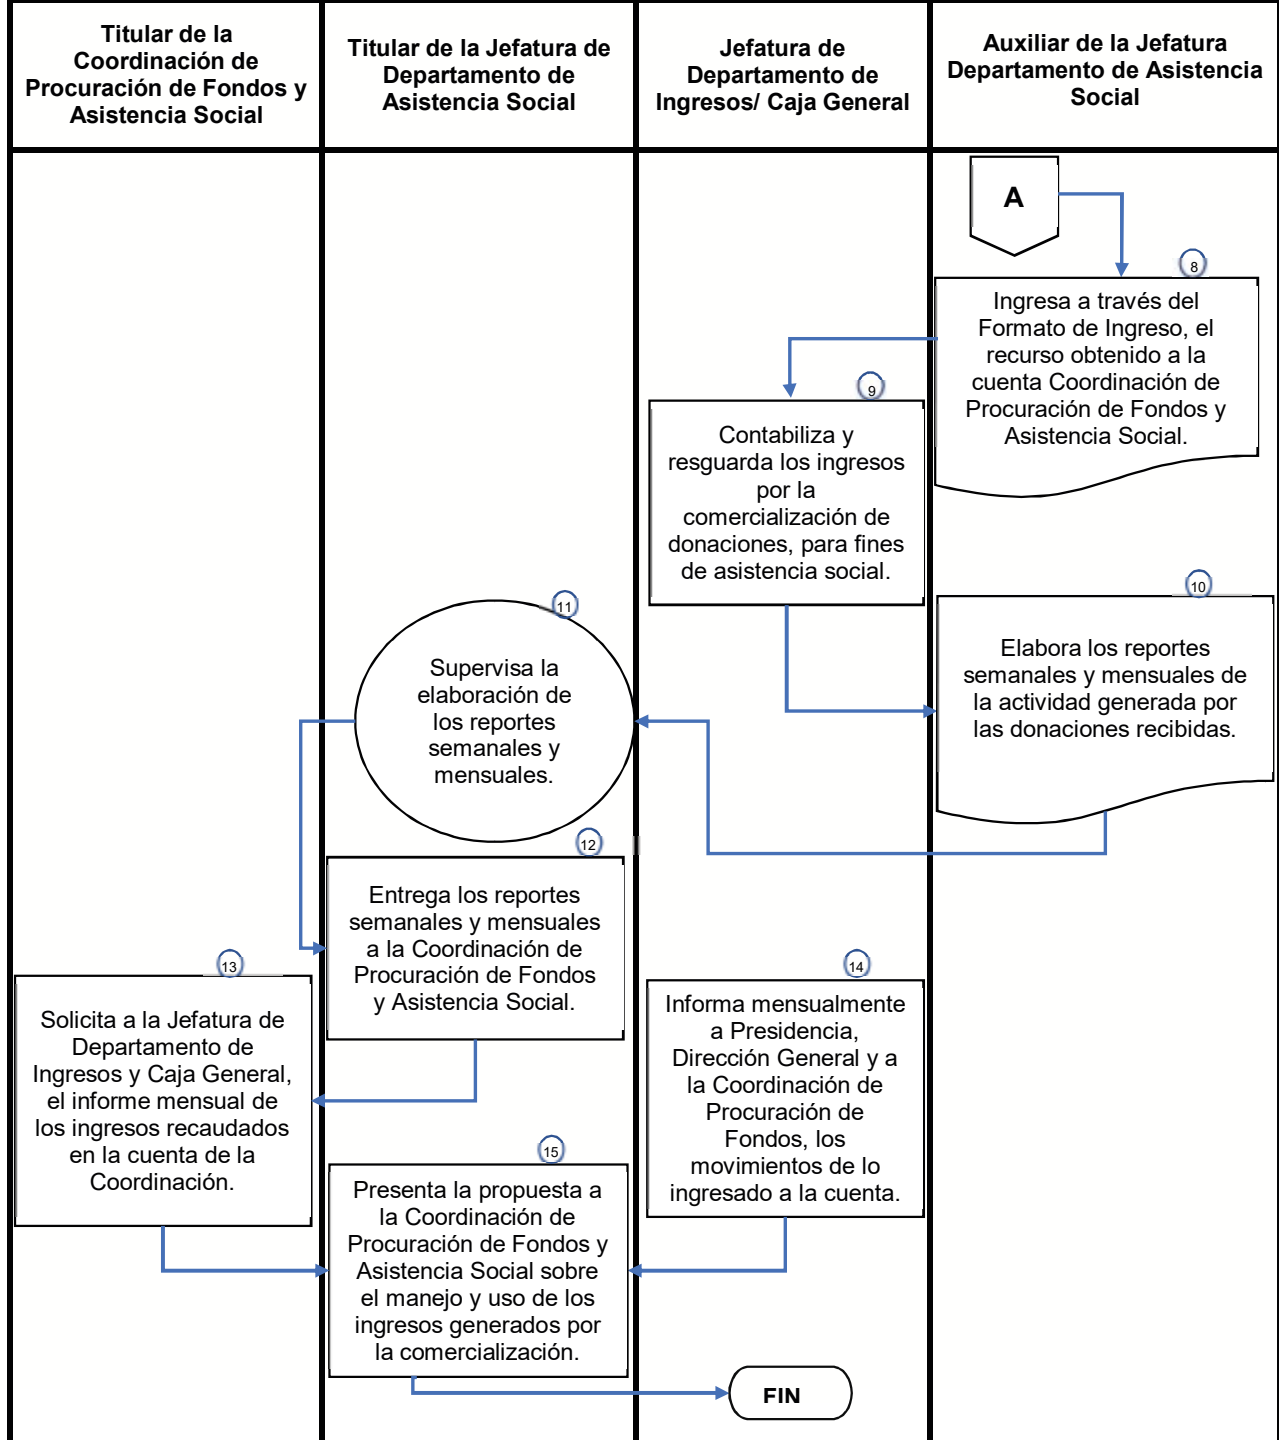 Titular de la
Coordinación de
Procuración de Fondos y
Asistencia Social
Titular de la Jefatura de
Departamento de
Asistencia Social
Jefatura de
Departamento de
Ingresos/ Caja General
Auxiliar de la Jefatura
Departamento de Asistencia
Social
A
8
Ingresa a través del
Formato de Ingreso, el
recurso obtenido a la
cuenta Coordinación de
Procuración de Fondos y
Asistencia Social.
9
Contabiliza y
resguarda los ingresos
por la
comercialización de
donaciones, para fines
de asistencia social.
10
Elabora los reportes
semanales y mensuales de
la actividad generada por
las donaciones recibidas.
11
Supervisa la
elaboración de
los reportes
semanales y
mensuales.
12
Entrega los reportes
semanales y mensuales
a la Coordinación de
Procuración de Fondos
y Asistencia Social.
13
Solicita a la Jefatura de
Departamento de
Ingresos y Caja General,
el informe mensual de
los ingresos recaudados
en la cuenta de la
Coordinación.
14
Informa mensualmente
a Presidencia,
Dirección General y a
la Coordinación de
Procuración de
Fondos, los
movimientos de lo
ingresado a la cuenta.
15
Presenta la propuesta a
la Coordinación de
Procuración de Fondos y
Asistencia Social sobre
el manejo y uso de los
ingresos generados por
la comercialización.
FIN